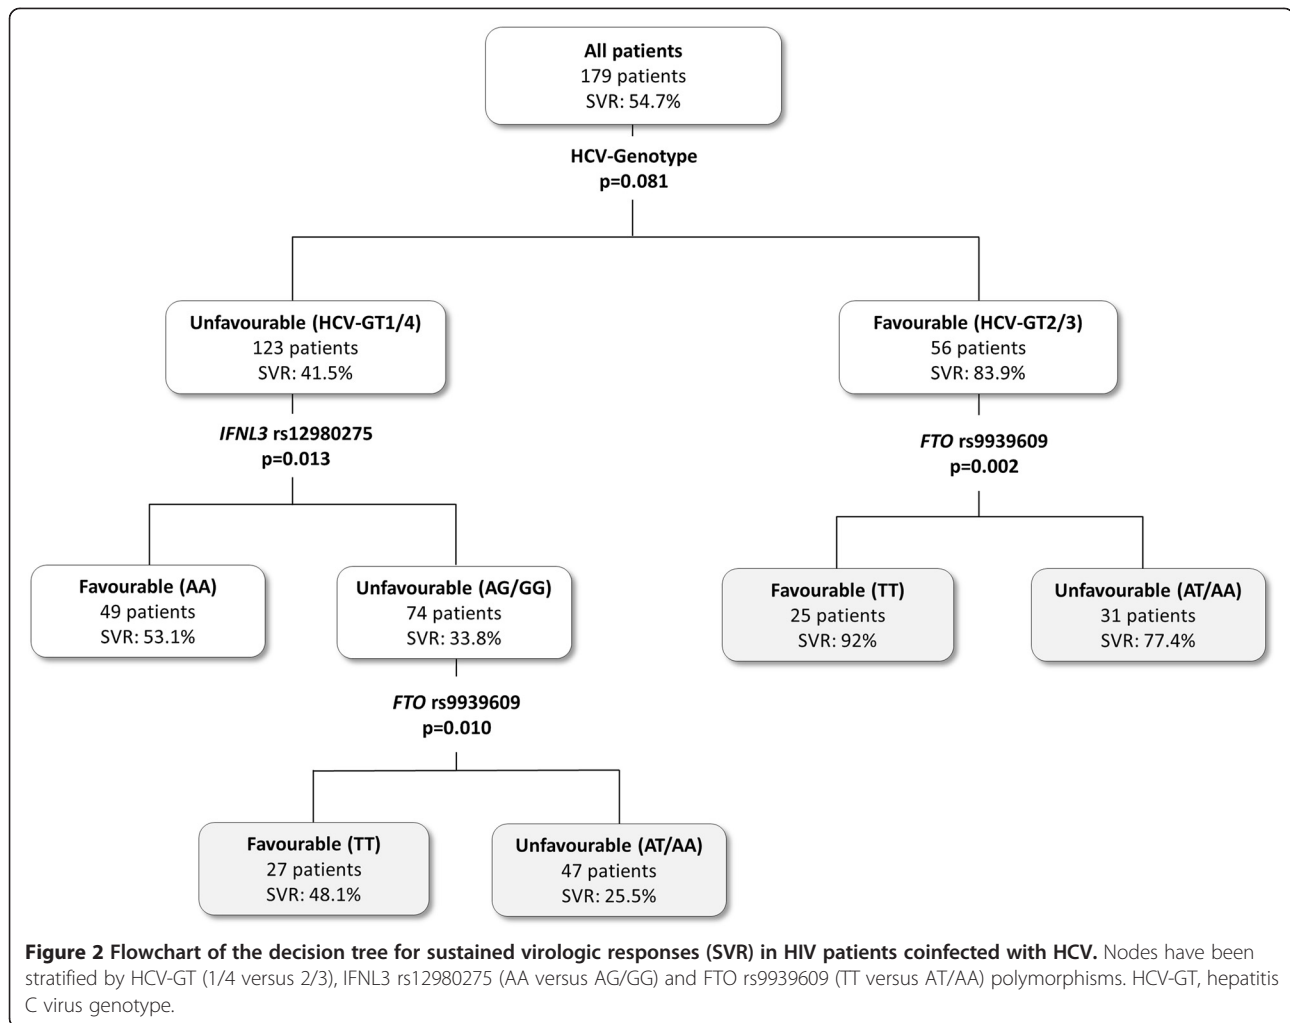 All patients
179 patients
SVR: 54.7%
HCV-Genotype
p=0.081
Unfavourable (HCV-GT1/4)
123 patients
SVR: 41.5%
Favourable (HCV-GT2/3)
56 patients
SVR: 83.9%
IFNL3 rs12980275
p=0.013
FTO rs9939609
p=0.002
Favourable (AA)
49 patients
SVR: 53.1%
Unfavourable (AG/GG)
74 patients
SVR: 33.8%
Favourable (TT)
25 patients
SVR: 92%
Unfavourable (AT/AA)
31 patients
SVR: 77.4%
FTO rs9939609
p=0.010
Favourable (TT)
27 patients
SVR: 48.1%
Unfavourable (AT/AA)
47 patients
SVR: 25.5%
Figure 2 Flowchart of the decision tree for sustained virologic responses (SVR) in HIV patients coinfected with HCV. Nodes have been
stratified by HCV-GT (1/4 versus 2/3), IFNL3 rs12980275 (AA versus AG/GG) and FTO rs9939609 (TT versus AT/AA) polymorphisms. HCV-GT, hepatitis
C virus genotype.